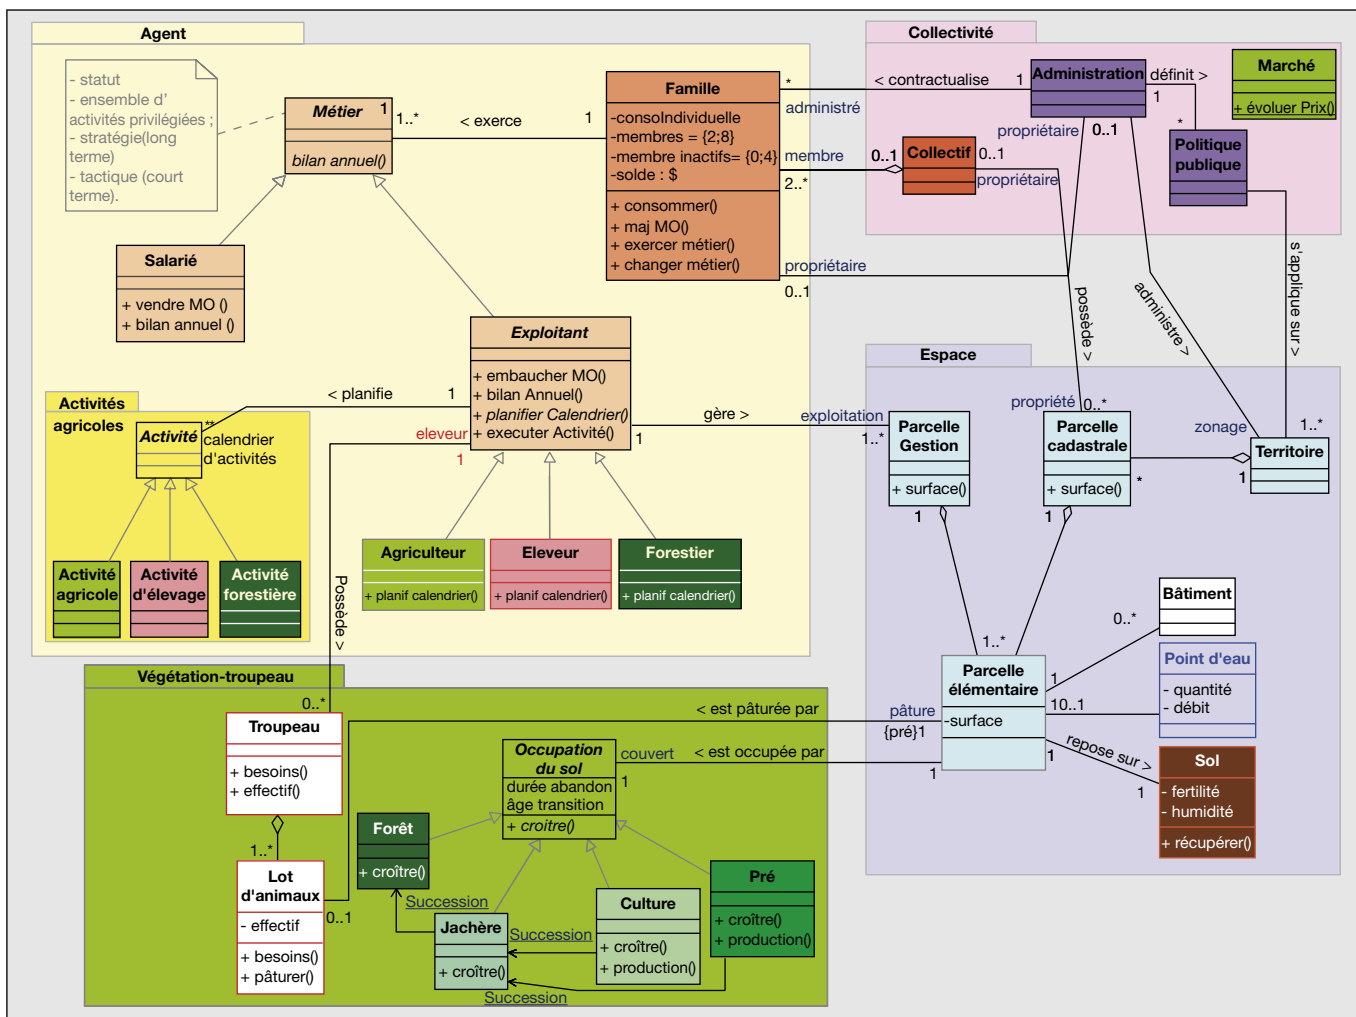 Agent
- statut
- ensemble d'
activités privilégiées ;
- stratégie(long
terme)
- tactique (court
terme).
Métier
1
bilan annuel()
1..*
< exerce
1
Famille
-consoIndividuelle
-membres = {2;8}
-membre inactifs= {0;4}
-solde : $
+ consommer()
+ maj MO()
+ exercer métier()
+ changer métier()
Salarié
+ vendre MO ()
+ bilan annuel ()
Exploitant
+ embaucher MO()
+ bilan Annuel()
+ planifier Calendrier()
+ executer Activité()
< planifie
1
eleveur
1
Activités
agricoles
Activité
**
calendrier
d'activités
Activité
agricole
Activité
d'élevage
Activité
forestière
Agriculteur
+ planif calendrier()
Eleveur
+ planif calendrier()
Forestier
+ planif calendrier()
Possède >
0..*
Collectivité
*
< contractualise
1
administré
Administration
définit >
1
*
Marché
+ évoluer Prix()
propriétaire
0..1
Politique
publique
membre
2..*
0..1
Collectif
0..1
propriétaire
propriétaire
0..1
possède >
administre >
s'applique sur >
Espace
1
gère >
exploitation
1..*
Parcelle
Gestion
+ surface()
1
propriété
0..*
Parcelle
cadastrale
+ surface()
1
*
zonage
1..*
Territoire
1
1..*
Parcelle
élémentaire
-surface
0..*
1
Bâtiment
10..1
Point d'eau
- quantité
- débit
repose sur >
1
1
Sol
- fertilité
- humidité
+ récupérer()
Végétation-troupeau
Troupeau
+ besoins()
+ effectif()
1..*
Lot
d'animaux
- effectif
+ besoins()
+ pâturer()
0..1
< est pâturée par
pâture
{pré}1
Occupation
du sol
durée abandon
âge transition
+ croitre()
couvert
1
< est occupée par
1
Forêt
+ croître()
Succession
Jachère
+ croître()
Succession
Culture
+ croître()
+ production()
Pré
+ croître()
+ production()
Succession